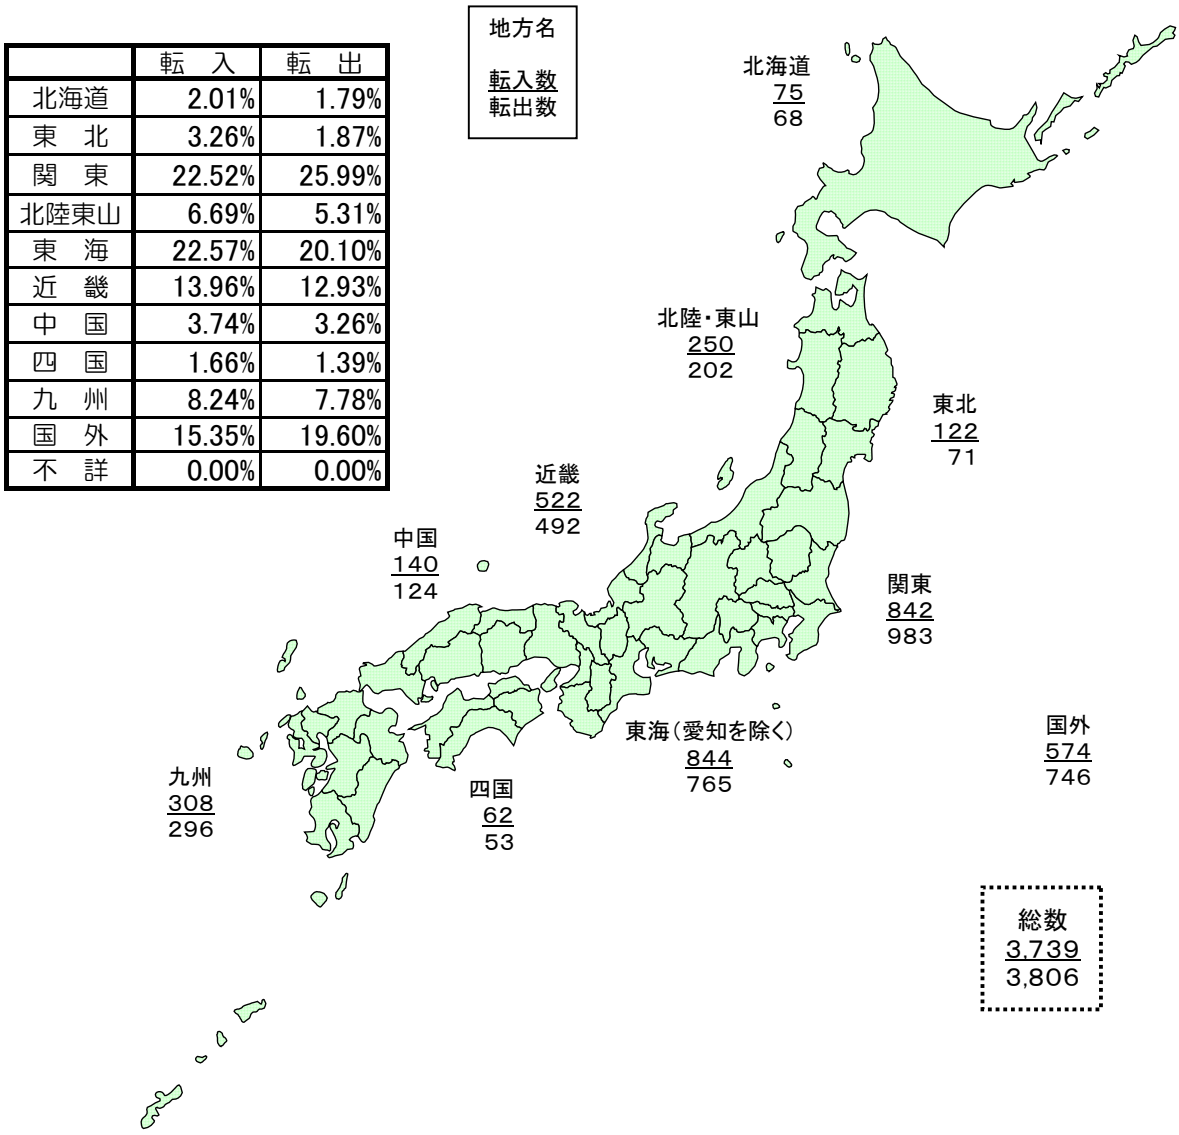 転　入 転　出
北海道 2.01% 1.79%
東　北 3.26% 1.87%
関　東 22.52% 25.99%
北陸東山 6.69% 5.31%
東　海 22.57% 20.10%
近　畿 13.96% 12.93%
中　国 3.74% 3.26%
四　国 1.66% 1.39%
九　州 8.24% 7.78%
国　外 15.35% 19.60%
不　詳 0.00% 0.00%
地方名
転入数
転出数
北海道
75
68
北陸・東山
250
202
東北
122
71
近畿
522
492
中国
140
124
関東
842
983
東海（愛知を除く）
844
765
国外
574
746
九州
308
296
四国
62
53
総数
3,739
3,806